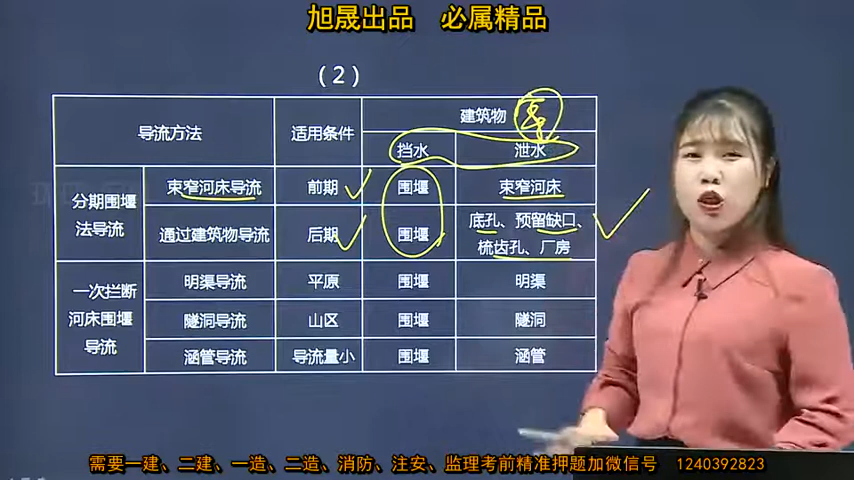 旭晟出品 必属精品
（2）
导流方法 适用条件 建筑物
挡水 泄水
分期围堰法导流 束窄河床导流 前期 围堰 束窄河床
通过建筑物导流 后期 围堰 底孔、预留缺口、
梳齿孔、厂房
一次拦断河床围堰导流 明渠导流 平原 围堰 明渠
隧洞导流 山区 围堰 隧洞
涵管导流 导流量小 围堰 涵管
需要一建、二建、一造、二造、消防、注安、监理考前精准押题加微信号 1240392823